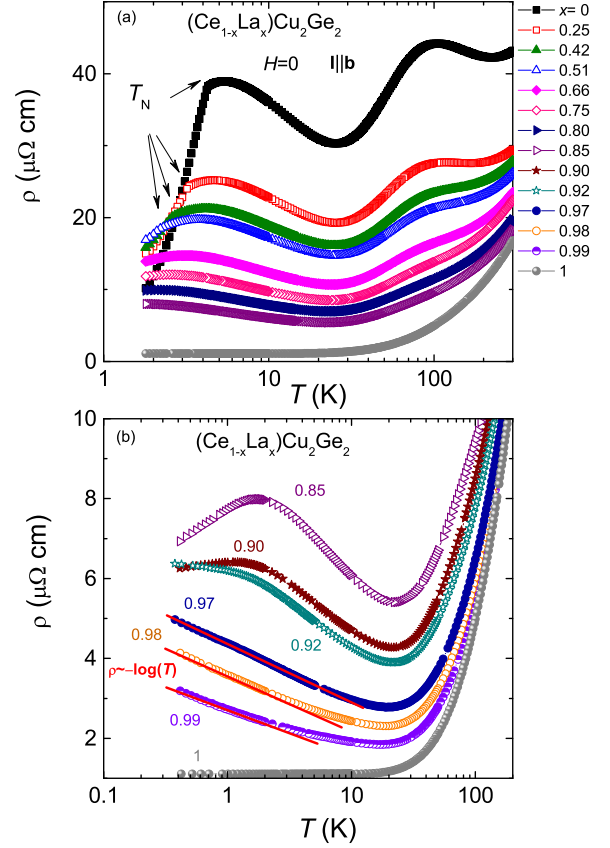 (a)
(Ce₁₋ₓLaₓ)Cu₂Ge₂
H=0
I||b
T_N
ρ (μΩ cm)
40
20
0
1
10
100
T (K)
x= 0
0.25
0.42
0.51
0.66
0.75
0.80
0.85
0.90
0.92
0.97
0.98
0.99
1
(b)
(Ce₁₋ₓLaₓ)Cu₂Ge₂
ρ (μΩ cm)
10
8
6
4
2
0.85
0.90
0.92
0.97
0.98
ρ~−log(T)
0.99
1
0.1
1
10
100
T (K)